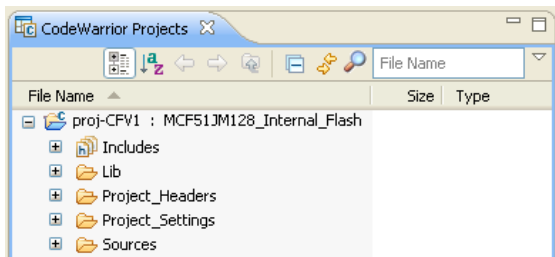 CodeWarrior Projects
File Name
File Name Size Type
proj-CFV1 : MCF51JM128_Internal_Flash
Includes
Lib
Project_Headers
Project_Settings
Sources